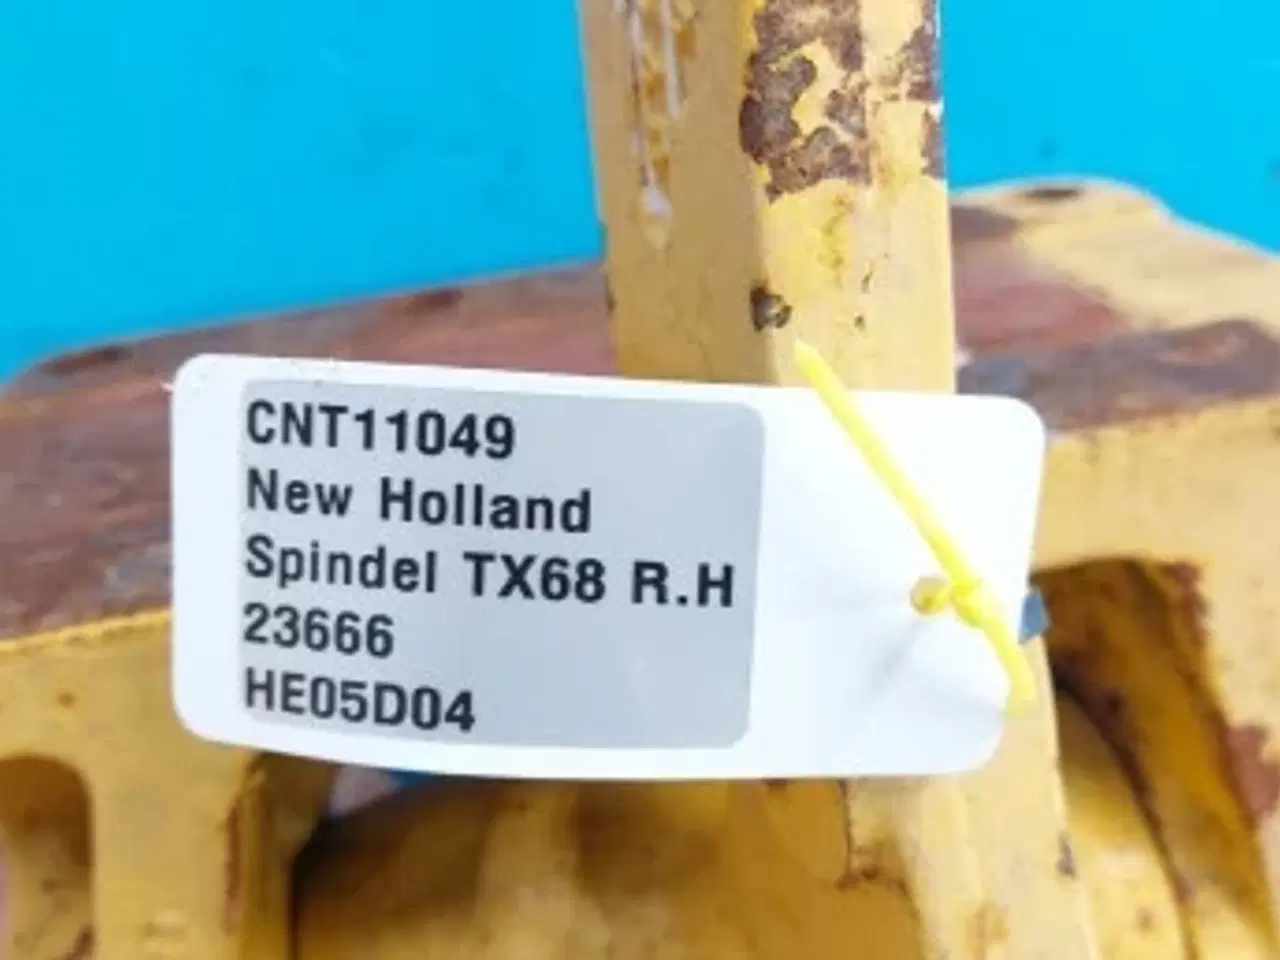 CNT11049
New Holland
Spindel TX68 R.H
23666
HE05D04